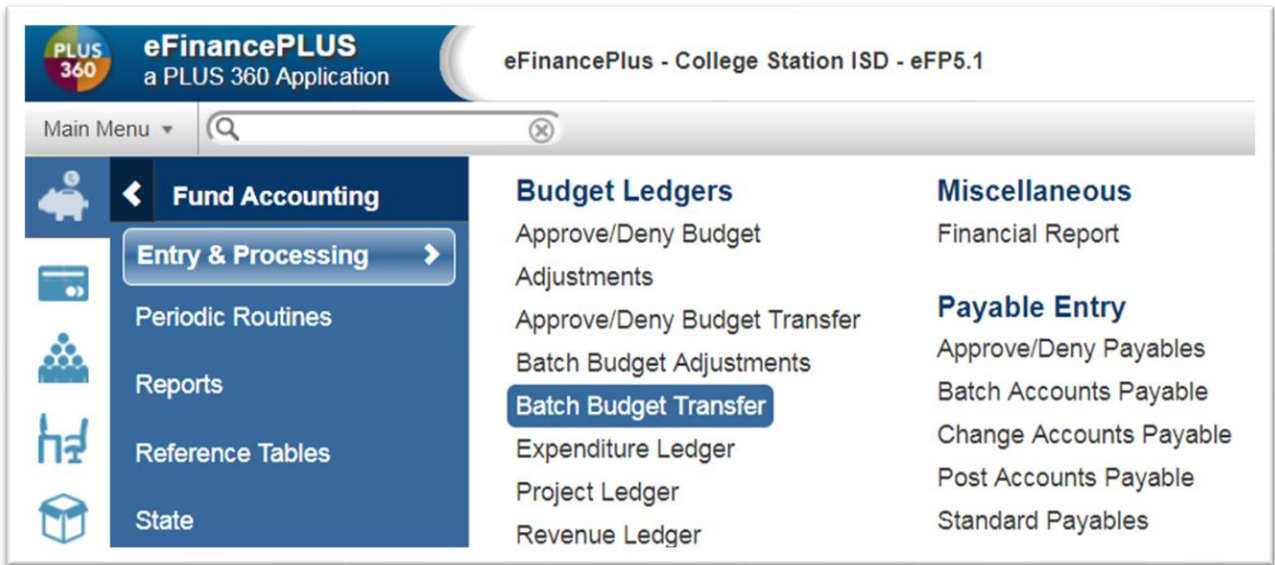 PLUS
360
eFinancePLUS
a PLUS 360 Application
eFinancePlus - College Station ISD - eFP5.1
Main Menu
Fund Accounting
Entry & Processing
Periodic Routines
Reports
Reference Tables
State
Budget Ledgers
Approve/Deny Budget
Adjustments
Approve/Deny Budget Transfer
Batch Budget Adjustments
Batch Budget Transfer
Expenditure Ledger
Project Ledger
Revenue Ledger
Miscellaneous
Financial Report
Payable Entry
Approve/Deny Payables
Batch Accounts Payable
Change Accounts Payable
Post Accounts Payable
Standard Payables